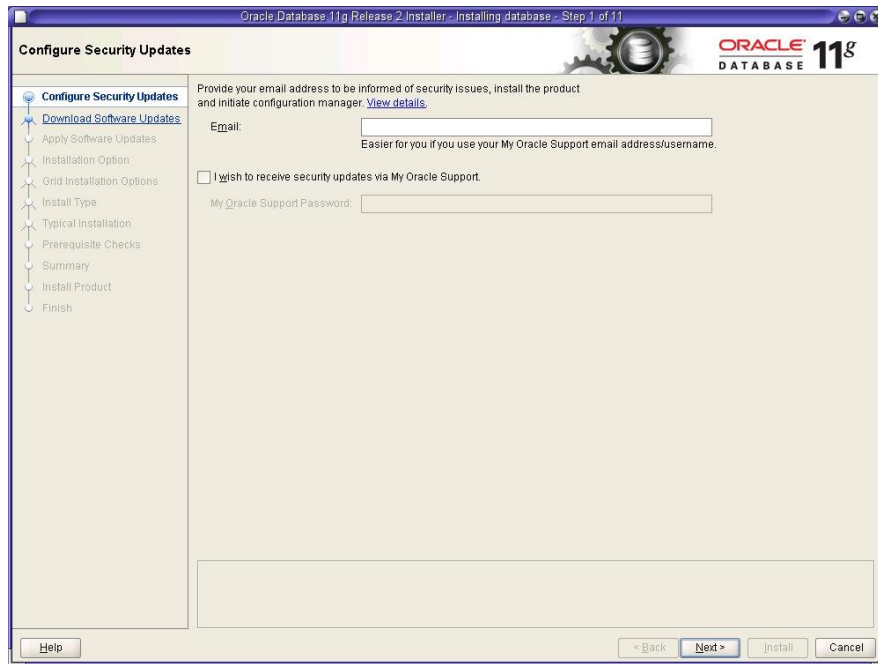 Oracle Database 11g Release 2 Installer - Installing database - Step 1 of 11
Configure Security Updates
ORACLE DATABASE 11g
Configure Security Updates
Download Software Updates
Apply Software Updates
Installation Option
Grid Installation Options
Install Type
Typical Installation
Prerequisite Checks
Summary
Install Product
Finish
Provide your email address to be informed of security issues, install the product
and initiate configuration manager. View details.
Email:
Easier for you if you use your My Oracle Support email address/username.
I wish to receive security updates via My Oracle Support.
My Oracle Support Password:
Help
< Back
Next >
Install
Cancel